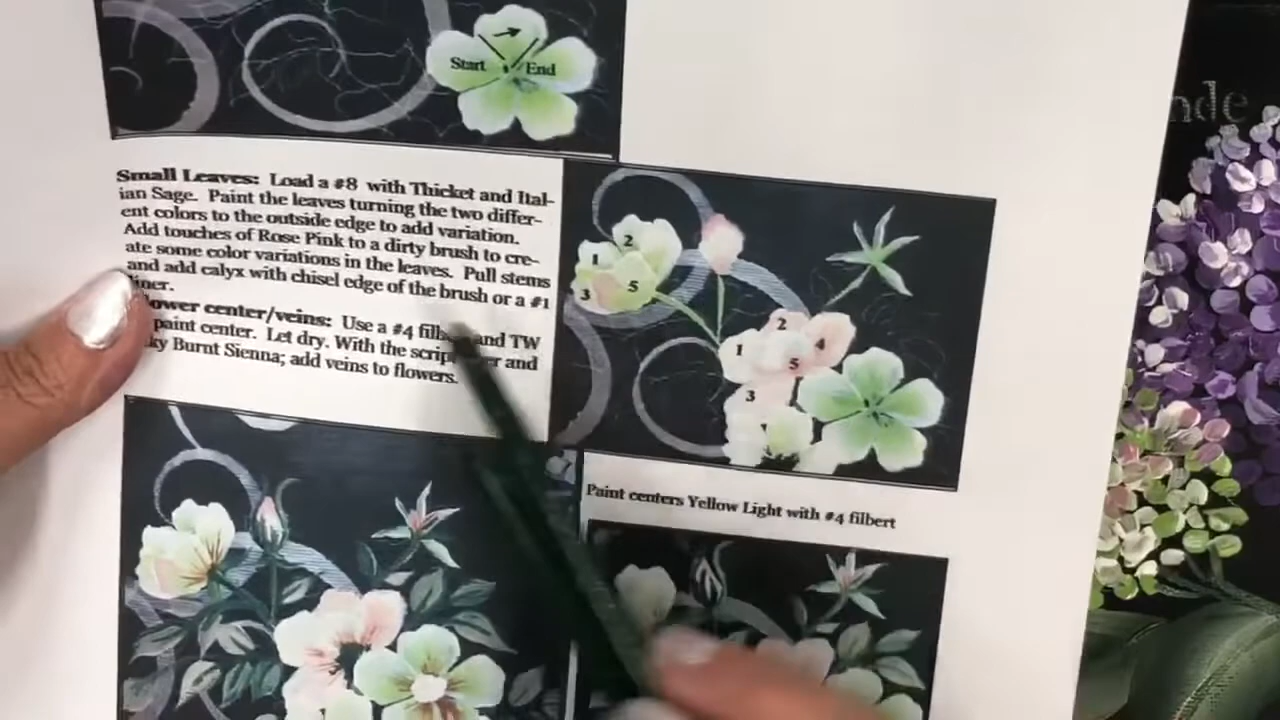 Start
End
Small Leaves: Load a #8 with Thicket and Ital-
ian Sage. Paint the leaves turning the two differ-
ent colors to the outside edge to add variation.
Add touches of Rose Pink to a dirty brush to cre-
ate some color variations in the leaves. Pull stems
and add calyx with chisel edge of the brush or a #1
liner.
ower center/veins: Use a #4 filb and TW
paint center. Let dry. With the scrip er and
ky Burnt Sienna; add veins to flowers.
1
2
3
5
1
2
3
4
5
Paint centers Yellow Light with #4 filbert
nde